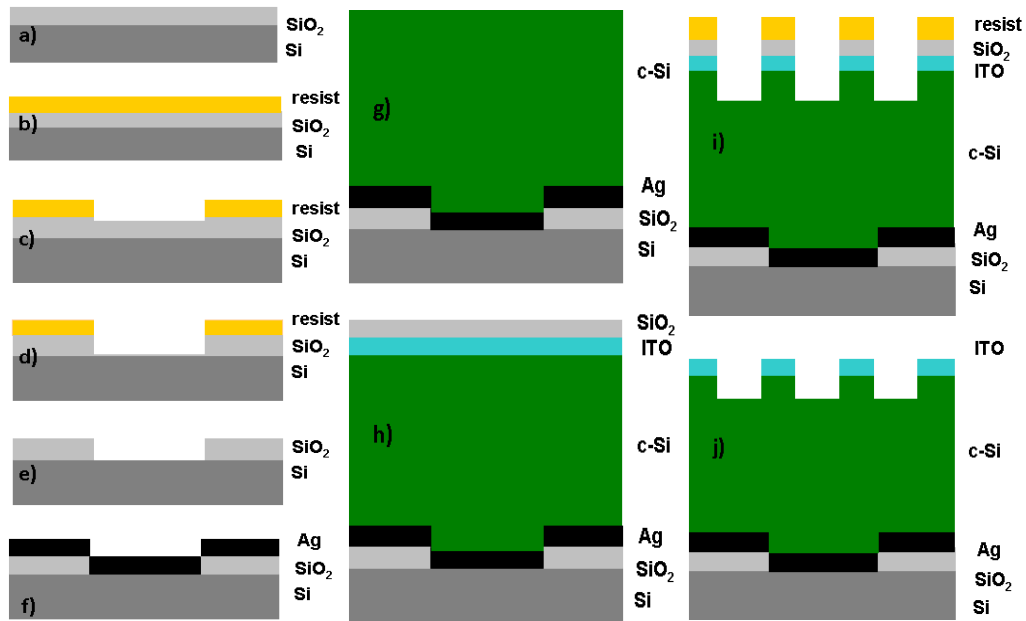 a)
SiO₂
Si
b)
resist
SiO₂
Si
c)
resist
SiO₂
Si
d)
resist
SiO₂
Si
e)
SiO₂
Si
f)
Ag
SiO₂
Si
g)
c-Si
Ag
SiO₂
Si
h)
SiO₂
ITO
c-Si
Ag
SiO₂
Si
i)
resist
SiO₂
ITO
c-Si
Ag
SiO₂
Si
j)
ITO
c-Si
Ag
SiO₂
Si